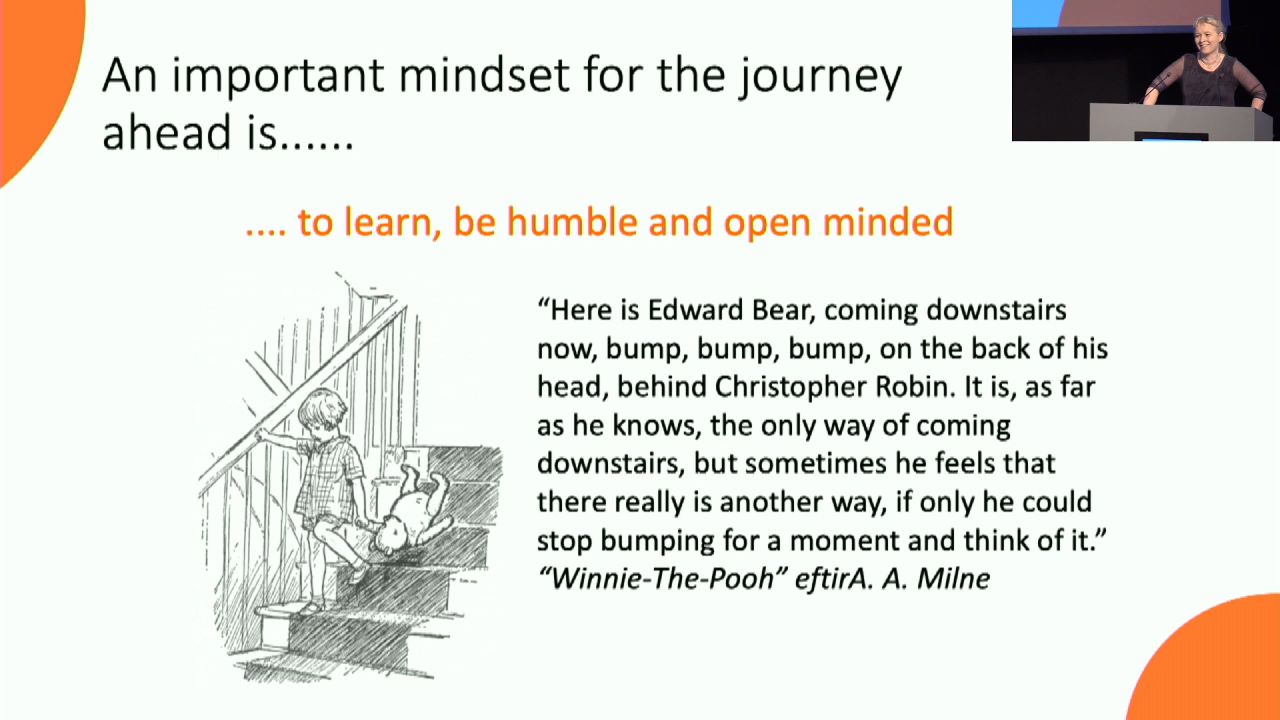 An important mindset for the journey
ahead is......
.... to learn, be humble and open minded
“Here is Edward Bear, coming downstairs
now, bump, bump, bump, on the back of his
head, behind Christopher Robin. It is, as far
as he knows, the only way of coming
downstairs, but sometimes he feels that
there really is another way, if only he could
stop bumping for a moment and think of it.”
“Winnie-The-Pooh” eftirA. A. Milne